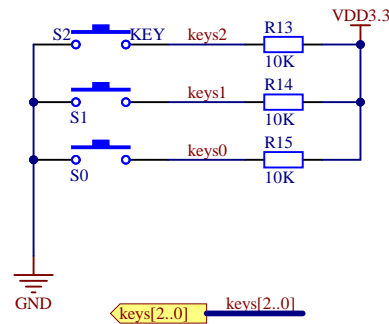 VDD3.3
S2 KEY keys2 R13
10K
keys1 R14
S1 10K
keys0 R15
S0 10K
GND
keys[2..0] keys[2..0]